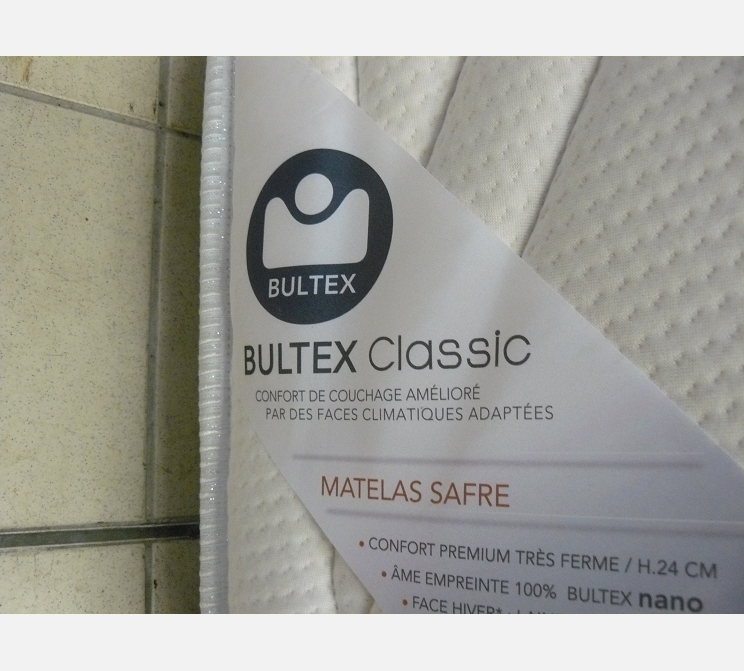 BULTEX
BULTEX Classic
CONFORT DE COUCHAGE AMÉLIORÉ
PAR DES FACES CLIMATIQUES ADAPTÉES
MATELAS SAFRE
• CONFORT PREMIUM TRÈS FERME / H.24 CM
• ÂME EMPREINTE 100% BULTEX nano
• FACE HIVER* :